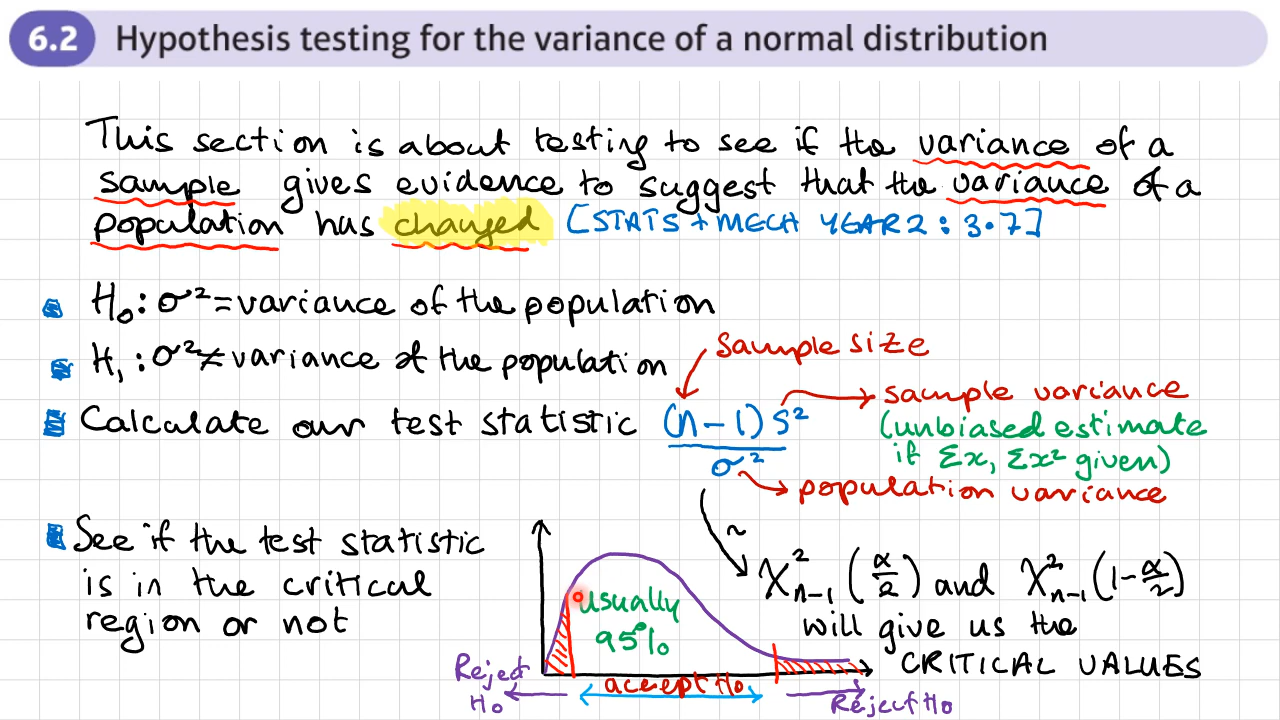 6.2 Hypothesis testing for the variance of a normal distribution
This section is about testing to see if the variance of a
sample gives evidence to suggest that the variance of a
population has changed [STATS + MECH YEAR 2 : 3.7]
H₀: σ² = variance of the population
H₁: σ² ≠ variance of the population
Sample size
Calculate our test statistic (n-1)S²/σ²
sample variance
(unbiased estimate
if Σx, Σx² given)
population variance
See if the test statistic
is in the critical
region or not
~
χ²ₙ₋₁(α/2) and χ²ₙ₋₁(1-α/2)
will give us the
CRITICAL VALUES
usually
95%
Reject
H₀
accept H₀
Reject H₀